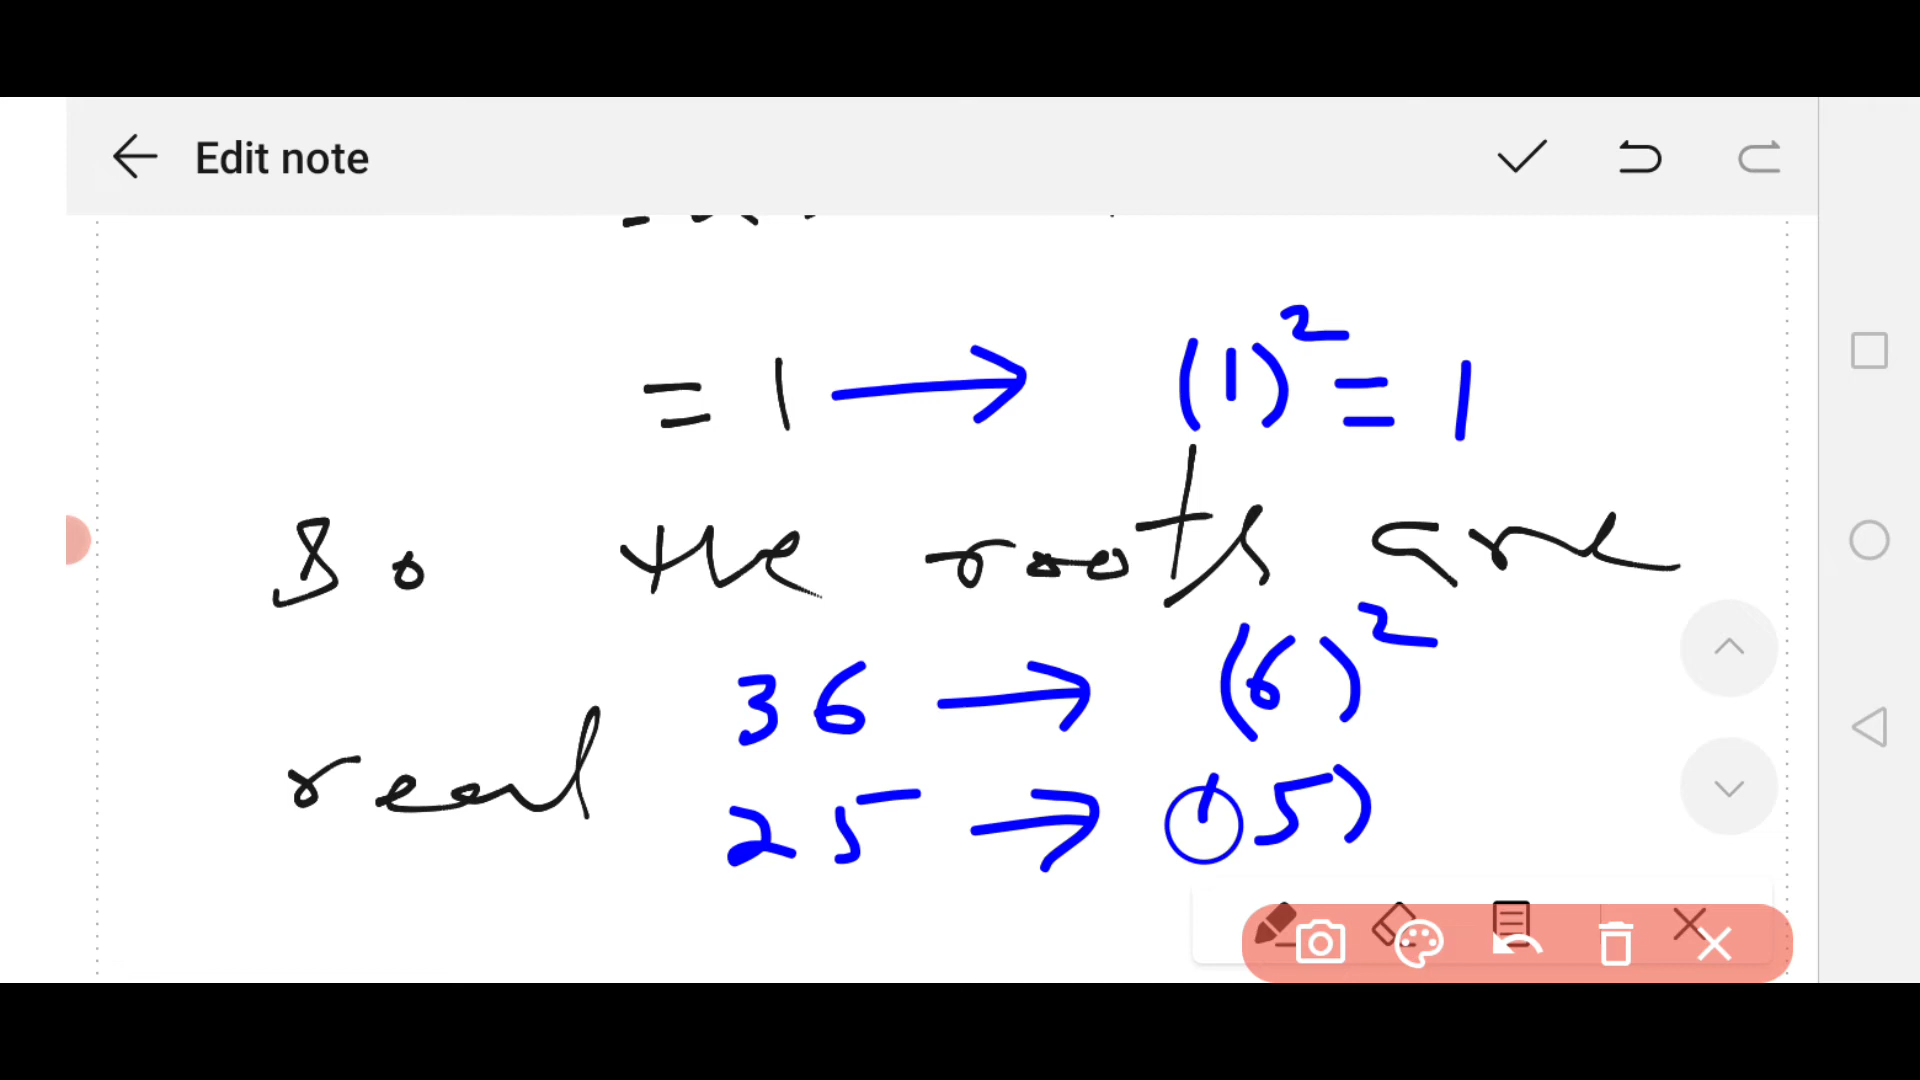 Edit note
= 1 → (1)² = 1
So the roots are
36 → (6)²
real
25 → (5)